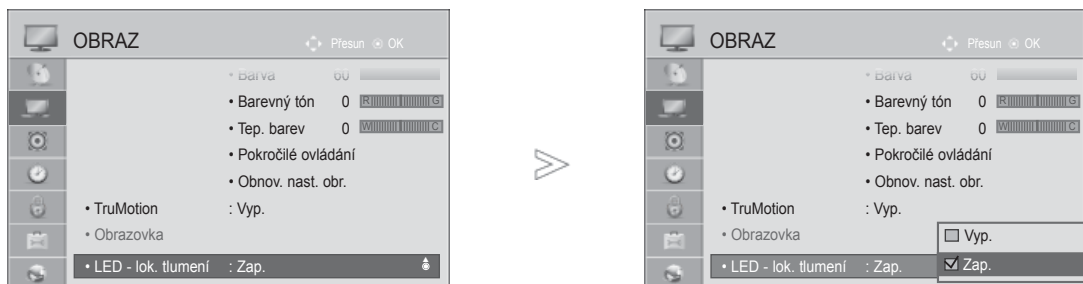 OBRAZ
Přesun OK
• Barva 60
• Barevný tón 0 R G
• Tep. barev 0 W C
• Pokročilé ovládání
• Obnov. nast. obr.
• TruMotion : Vyp.
• Obrazovka
• LED - lok. tlumení : Zap.
OBRAZ
Přesun OK
• Barva 60
• Barevný tón 0 R G
• Tep. barev 0 W C
• Pokročilé ovládání
• Obnov. nast. obr.
• TruMotion : Vyp.
• Obrazovka
Vyp.
• LED - lok. tlumení : Zap.
Zap.